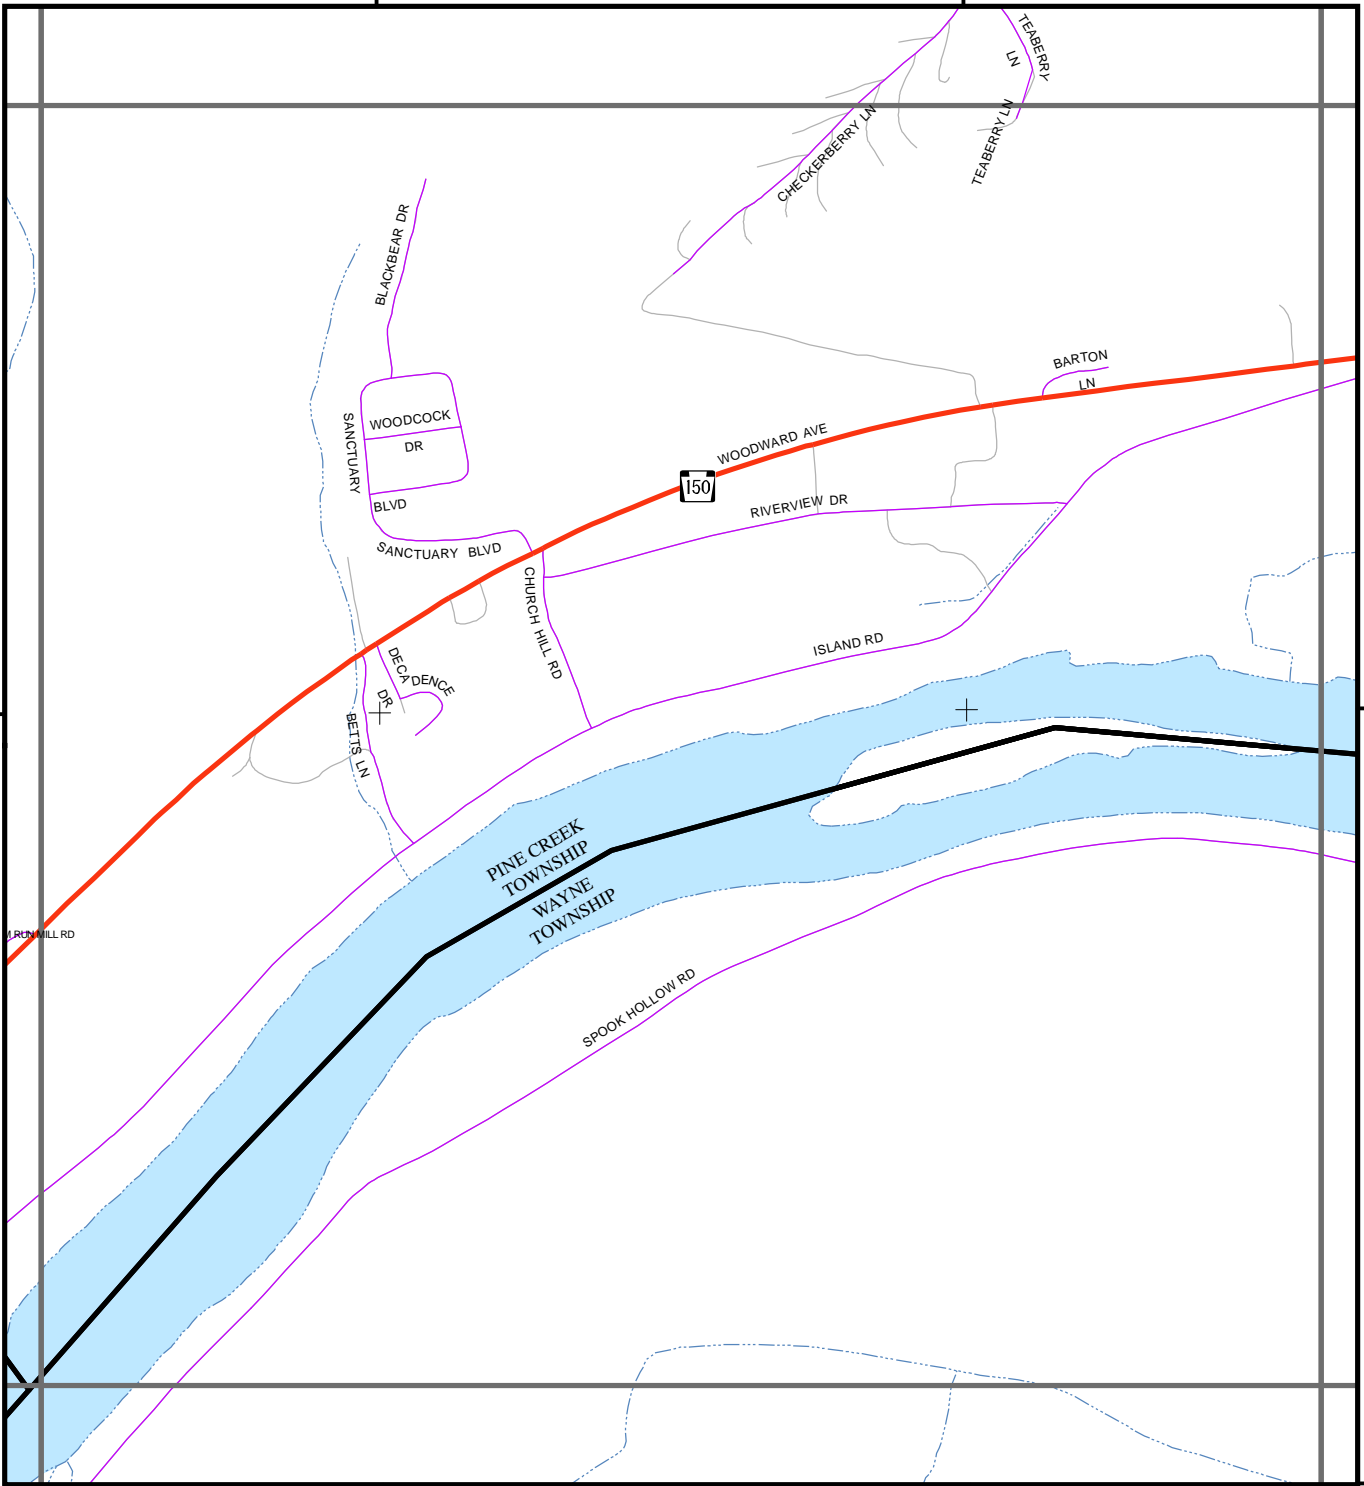 TEABERRY
LN
TEABERRY LN
CHECKERBERRY LN
BLACKBEAR DR
BARTON
LN
WOODCOCK
DR
SANCTUARY
BLVD
WOODWARD AVE
150
RIVERVIEW DR
SANCTUARY BLVD
CHURCH HILL RD
ISLAND RD
DECA
DENCE
DR
BETTS LN
PINE CREEK
TOWNSHIP
WAYNE
TOWNSHIP
RUN MILL RD
SPOOK HOLLOW RD